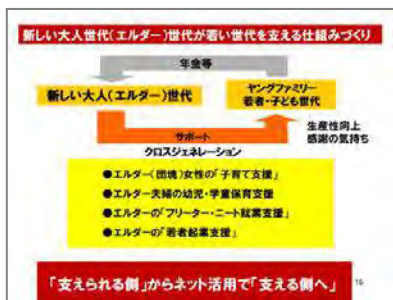 新しい大人世代(エルダー)世代が若い世代を支える仕組みづくり
年金等
新しい大人(エルダー)世代
ヤングファミリー
若者・子ども世代
サポート
生産性向上
感謝の気持ち
クロスジェネレーション
●エルダー(団塊)女性の「子育て支援」
●エルダー夫婦の幼児・学童保育支援
●エルダーの「フリーター・ニート就業支援」
●エルダーの「若者起業支援」
「支えられる側」からネット活用で「支える側へ」